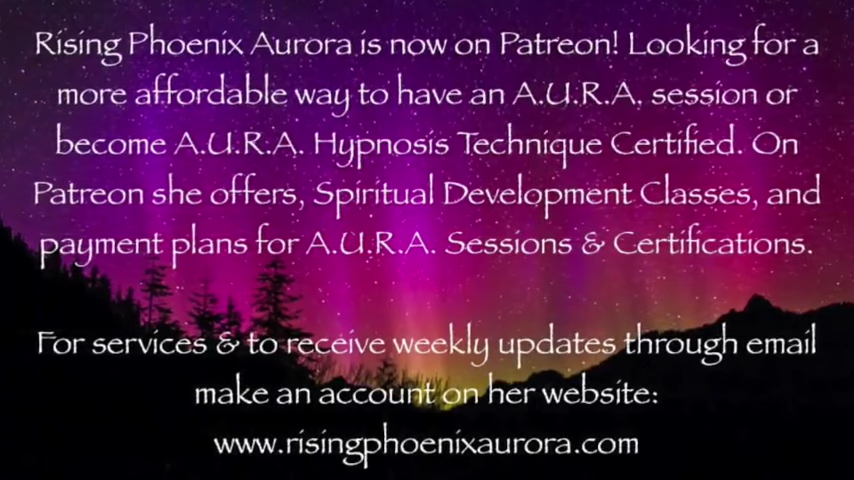 Rising Phoenix Aurora is now on Patreon! Looking for a
more affordable way to have an A.U.R.A. session or
become A.U.R.A. Hypnosis Technique Certified. On
Patreon she offers, Spiritual Development Classes, and
payment plans for A.U.R.A. Sessions & Certifications.
For services & to receive weekly updates through email
make an account on her website:
www.risingphoenixaurora.com